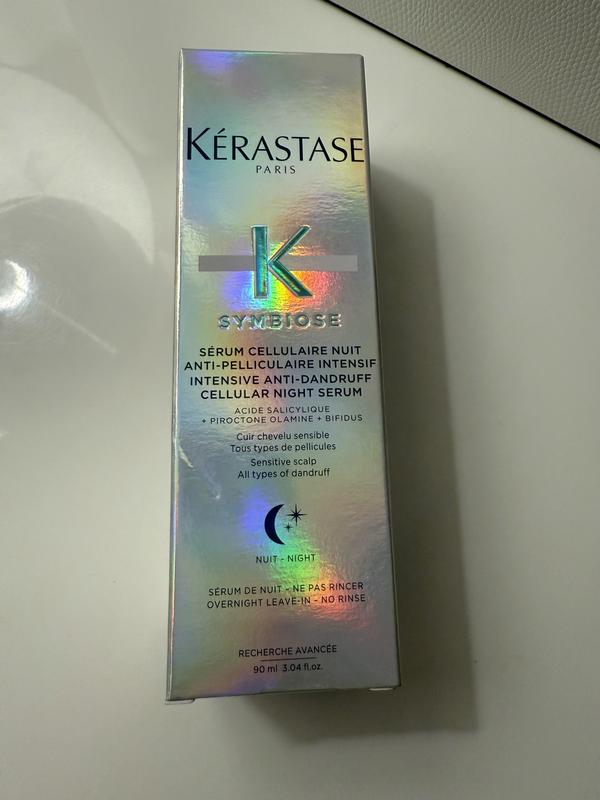 KÉRASTASE
PARIS
K
SYMBIOSE
SÉRUM CELLULAIRE NUIT
ANTI-PELLICULAIRE INTENSIF
INTENSIVE ANTI-DANDRUFF
CELLULAR NIGHT SERUM
ACIDE SALICYLIQUE
+ PIROCTONE OLAMINE + BIFIDUS
Cuir chevelu sensible
Tous types de pellicules
Sensitive scalp
All types of dandruff
NUIT - NIGHT
SÉRUM DE NUIT - NE PAS RINCER
OVERNIGHT LEAVE-IN - NO RINSE
RECHERCHE AVANCÉE
90 ml 3.04 fl.oz.